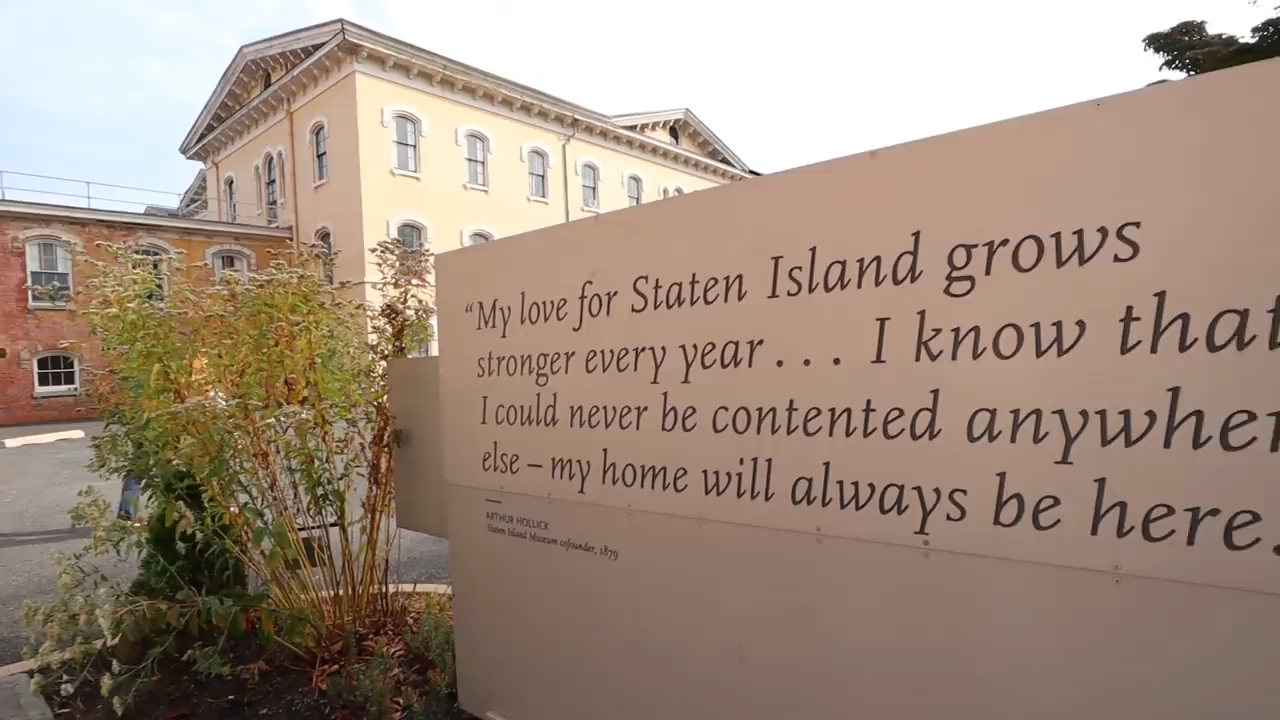 “My love for Staten Island grows
stronger every year . . . I know that
I could never be contented anywher
else – my home will always be here.
ARTHUR HOLLICK
Staten Island Museum cofounder, 1879